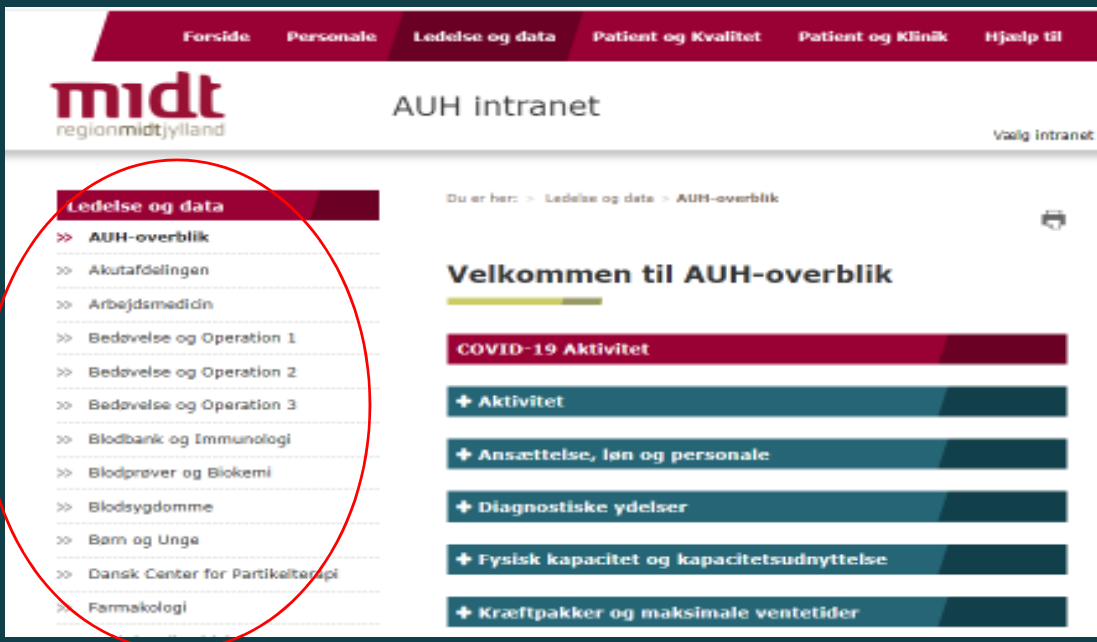 Forside Personale Ledelse og data Patient og Kvalitet Patient og Klinik Hjælp til
midt
regionmidtjylland
AUH intranet
Vælg intranet
Ledelse og data
>> AUH-overblik
>> Akutafdelingen
>> Arbejdsmedicin
>> Bedøvelse og Operation 1
>> Bedøvelse og Operation 2
>> Bedøvelse og Operation 3
>> Blodbank og Immunologi
>> Blodprøver og Biokemi
>> Blodsygdomme
>> Børn og Unge
>> Dansk Center for Partikelterapi
>> Farmakologi
Du er her: > Ledelse og data > AUH-overblik
Velkommen til AUH-overblik
COVID-19 Aktivitet
+ Aktivitet
+ Ansættelse, løn og personale
+ Diagnostiske ydelser
+ Fysisk kapacitet og kapacitetsudnyttelse
+ Kræftpakker og maksimale ventetider